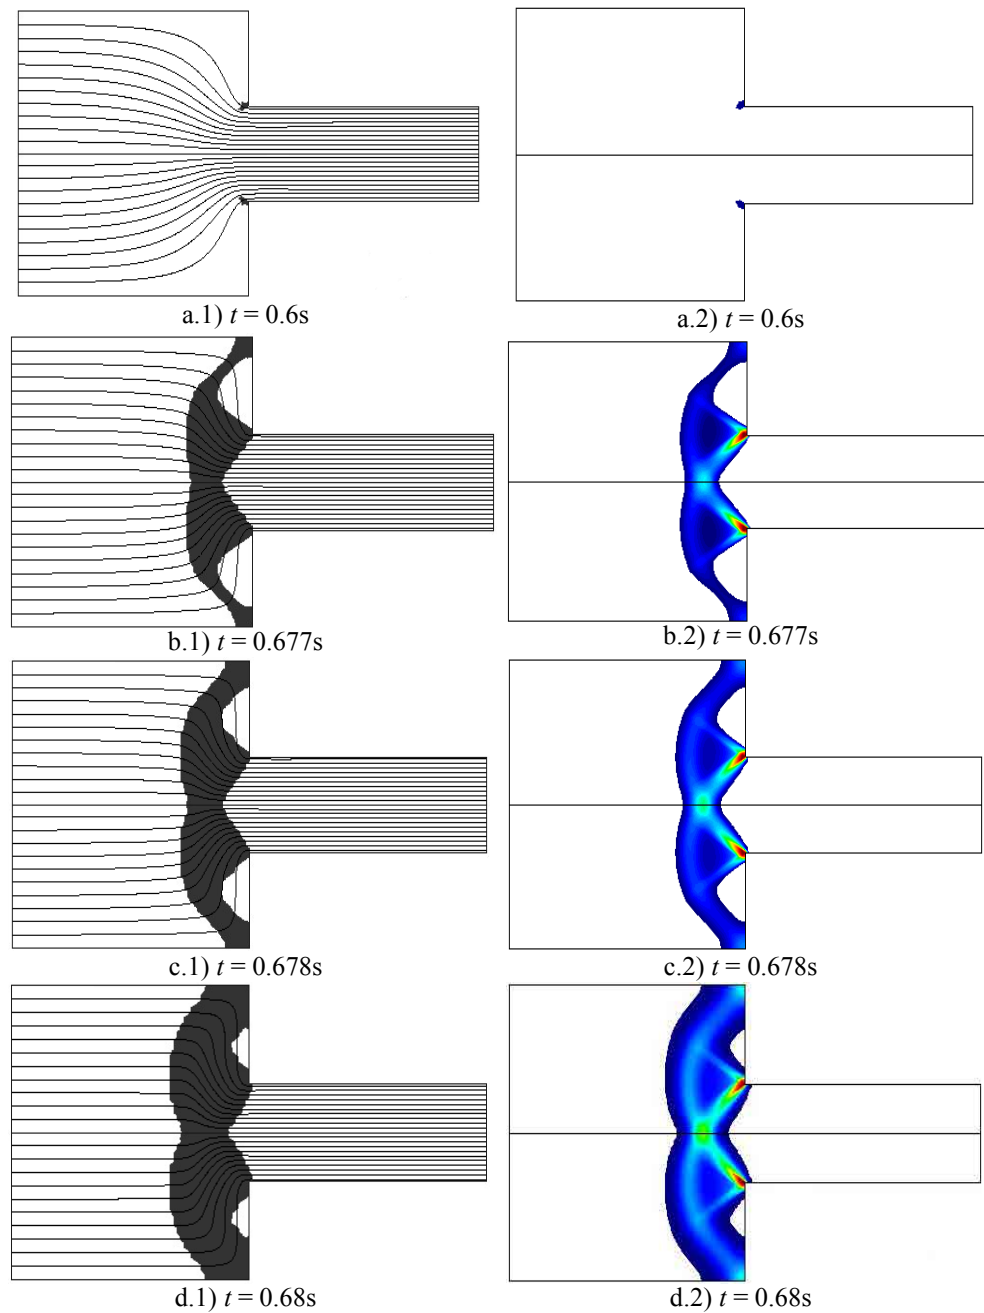 a.1) t = 0.6s
a.2) t = 0.6s
b.1) t = 0.677s
b.2) t = 0.677s
c.1) t = 0.678s
c.2) t = 0.678s
d.1) t = 0.68s
d.2) t = 0.68s